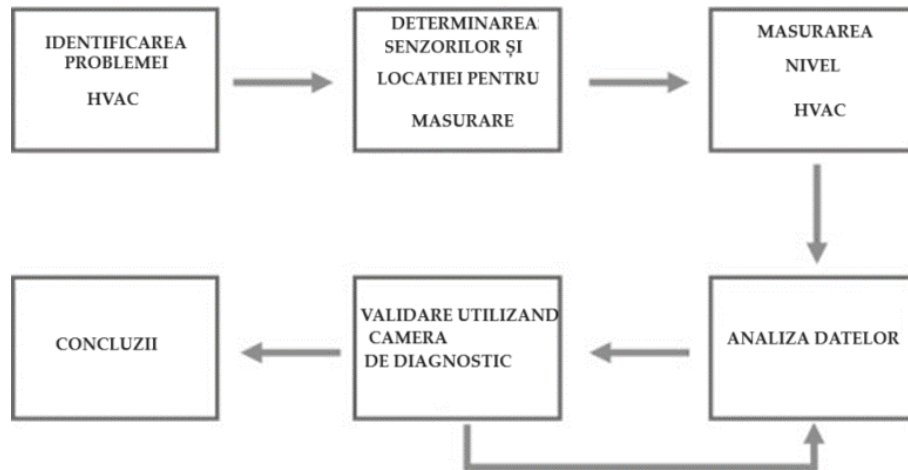 IDENTIFICAREA
PROBLEMEI
HVAC
DETERMINAREA
SENZORILOR ȘI
LOCATIEI PENTRU
MASURARE
MASURAREA
NIVEL
HVAC
ANALIZA DATELOR
VALIDARE UTILIZAND
CAMERA
DE DIAGNOSTIC
CONCLUZII